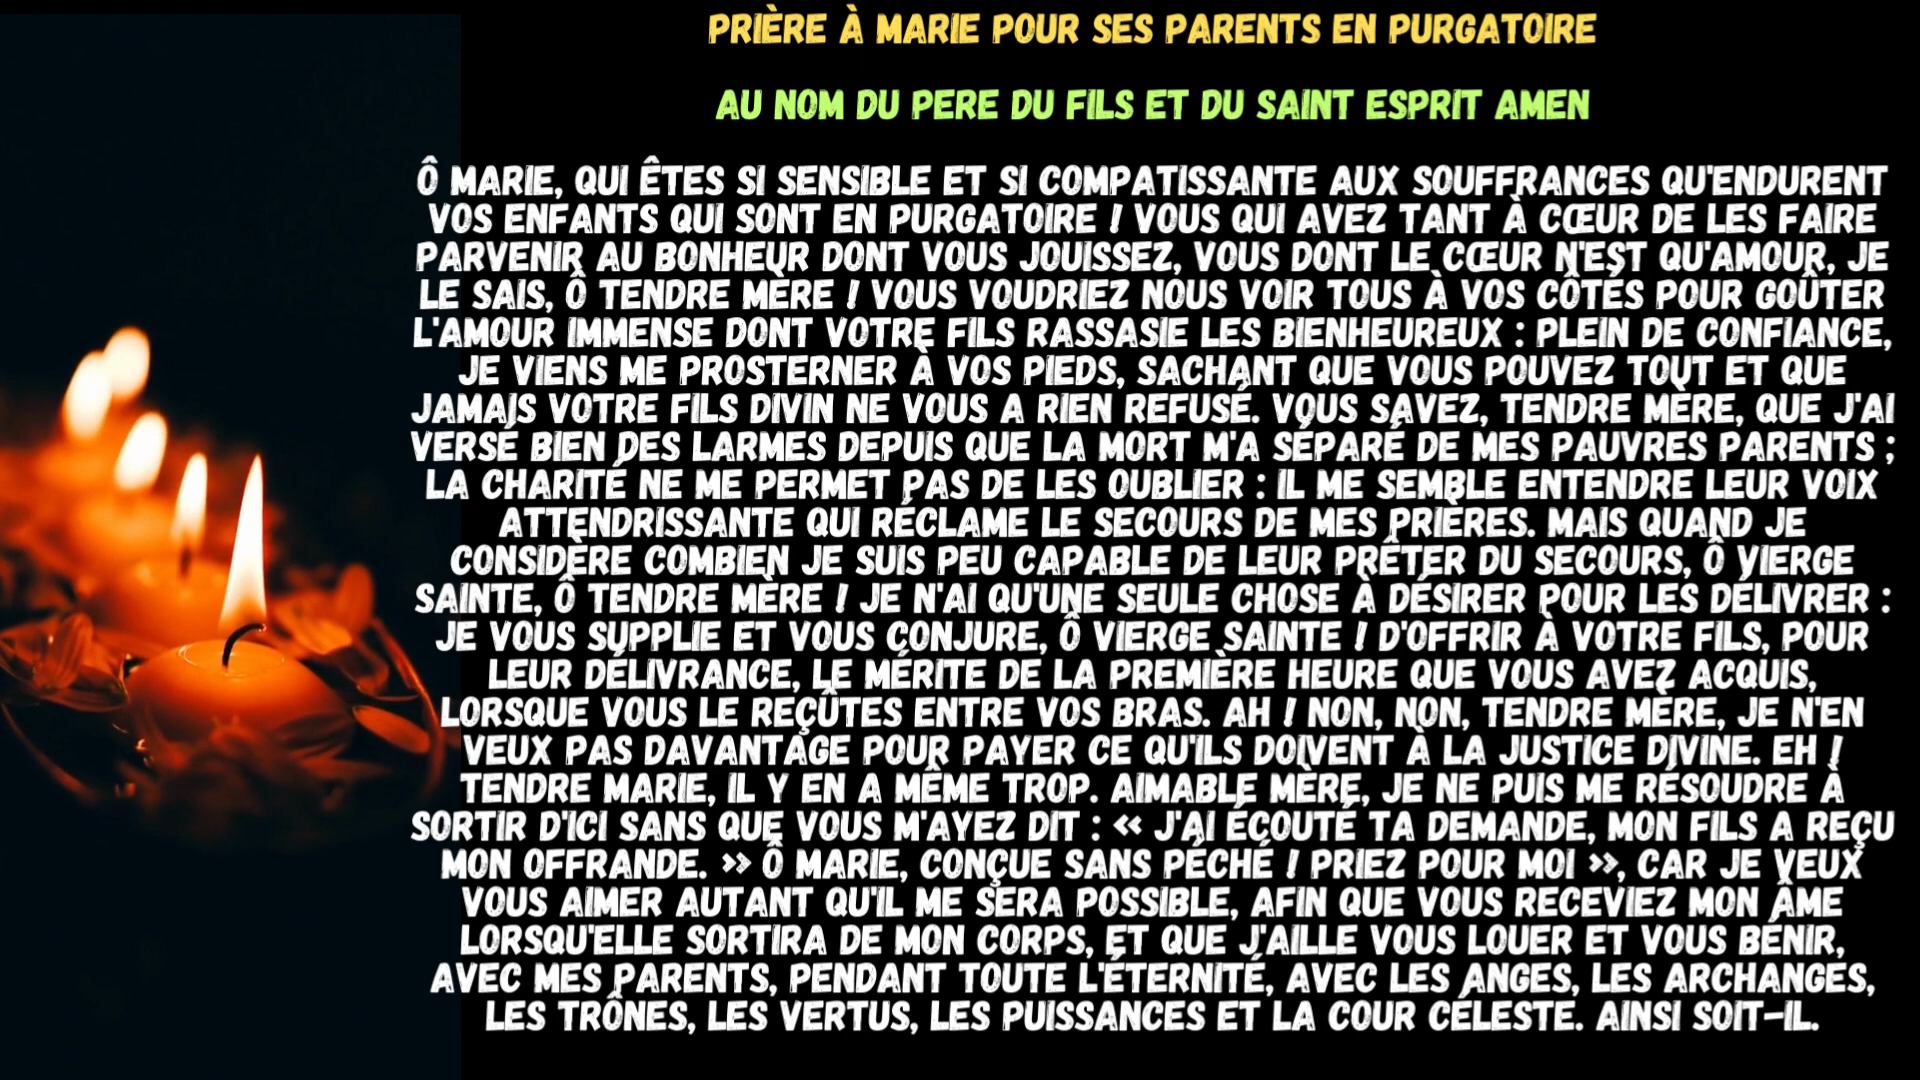 PRIÈRE À MARIE POUR SES PARENTS EN PURGATOIRE
AU NOM DU PERE DU FILS ET DU SAINT ESPRIT AMEN
Ô MARIE, QUI ÊTES SI SENSIBLE ET SI COMPATISSANTE AUX SOUFFRANCES QU'ENDURENT
VOS ENFANTS QUI SONT EN PURGATOIRE ! VOUS QUI AVEZ TANT À CŒUR DE LES FAIRE
PARVENIR AU BONHEUR DONT VOUS JOUISSEZ, VOUS DONT LE CŒUR N'EST QU'AMOUR, JE
LE SAIS, Ô TENDRE MÈRE ! VOUS VOUDRIEZ NOUS VOIR TOUS À VOS CÔTÉS POUR GOÛTER
L'AMOUR IMMENSE DONT VOTRE FILS RASSASIE LES BIENHEUREUX : PLEIN DE CONFIANCE,
JE VIENS ME PROSTERNER À VOS PIEDS, SACHANT QUE VOUS POUVEZ TOUT ET QUE
JAMAIS VOTRE FILS DIVIN NE VOUS A RIEN REFUSÉ. VOUS SAVEZ, TENDRE MÈRE, QUE J'AI
VERSÉ BIEN DES LARMES DEPUIS QUE LA MORT M'A SÉPARÉ DE MES PAUVRES PARENTS ;
LA CHARITÉ NE ME PERMET PAS DE LES OUBLIER : IL ME SEMBLE ENTENDRE LEUR VOIX
ATTENDRISSANTE QUI RÉCLAME LE SECOURS DE MES PRIÈRES. MAIS QUAND JE
CONSIDÈRE COMBIEN JE SUIS PEU CAPABLE DE LEUR PRÊTER DU SECOURS, Ô VIERGE
SAINTE, Ô TENDRE MÈRE ! JE N'AI QU'UNE SEULE CHOSE À DÉSIRER POUR LES DÉLIVRER :
JE VOUS SUPPLIE ET VOUS CONJURE, Ô VIERGE SAINTE ! D'OFFRIR À VOTRE FILS, POUR
LEUR DÉLIVRANCE, LE MÉRITE DE LA PREMIÈRE HEURE QUE VOUS AVEZ ACQUIS,
LORSQUE VOUS LE REÇÛTES ENTRE VOS BRAS. AH ! NON, NON, TENDRE MÈRE, JE N'EN
VEUX PAS DAVANTAGE POUR PAYER CE QU'ILS DOIVENT À LA JUSTICE DIVINE. EH !
TENDRE MARIE, IL Y EN A MÊME TROP. AIMABLE MÈRE, JE NE PUIS ME RÉSOUDRE À
SORTIR D'ICI SANS QUE VOUS M'AYEZ DIT : « J'AI ÉCOUTÉ TA DEMANDE, MON FILS A REÇU
MON OFFRANDE. » Ô MARIE, CONÇUE SANS PÉCHÉ ! PRIEZ POUR MOI », CAR JE VEUX
VOUS AIMER AUTANT QU'IL ME SERA POSSIBLE, AFIN QUE VOUS RECEVIEZ MON ÂME
LORSQU'ELLE SORTIRA DE MON CORPS, ET QUE J'AILLE VOUS LOUER ET VOUS BÉNIR,
AVEC MES PARENTS, PENDANT TOUTE L'ÉTERNITÉ, AVEC LES ANGES, LES ARCHANGES,
LES TRÔNES, LES VERTUS, LES PUISSANCES ET LA COUR CÉLESTE. AINSI SOIT-IL.